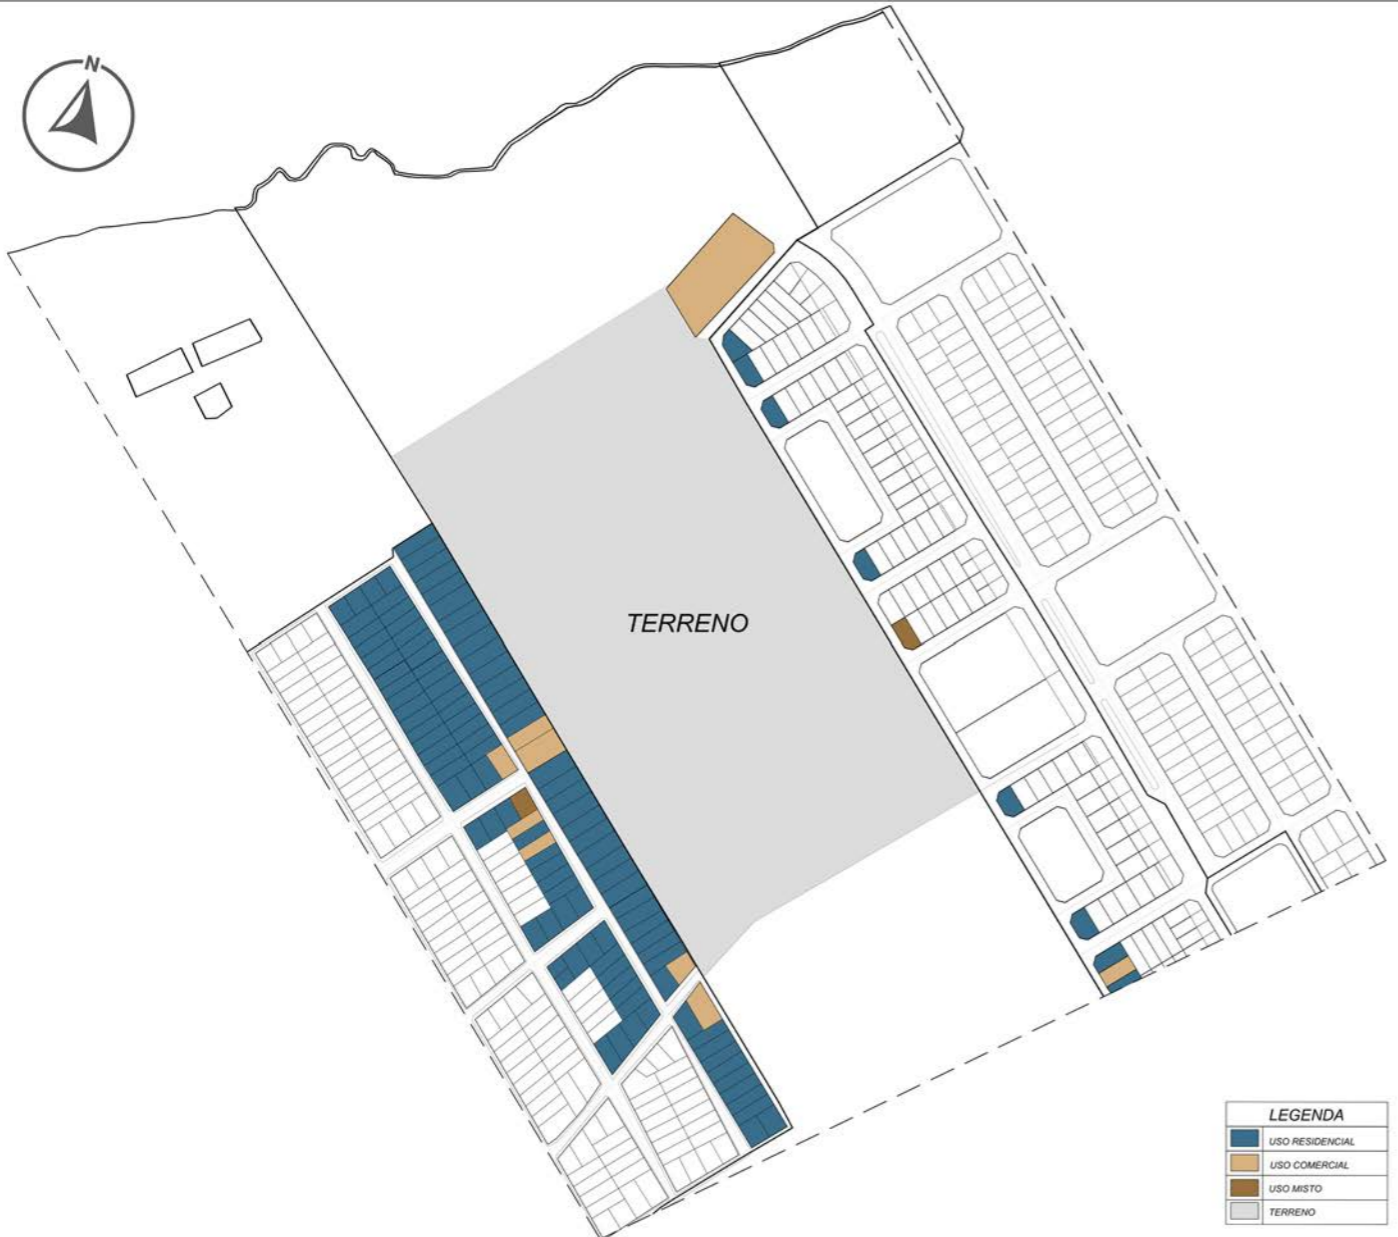 N
TERRENO
LEGENDA
USO RESIDENCIAL
USO COMERCIAL
USO MISTO
TERRENO